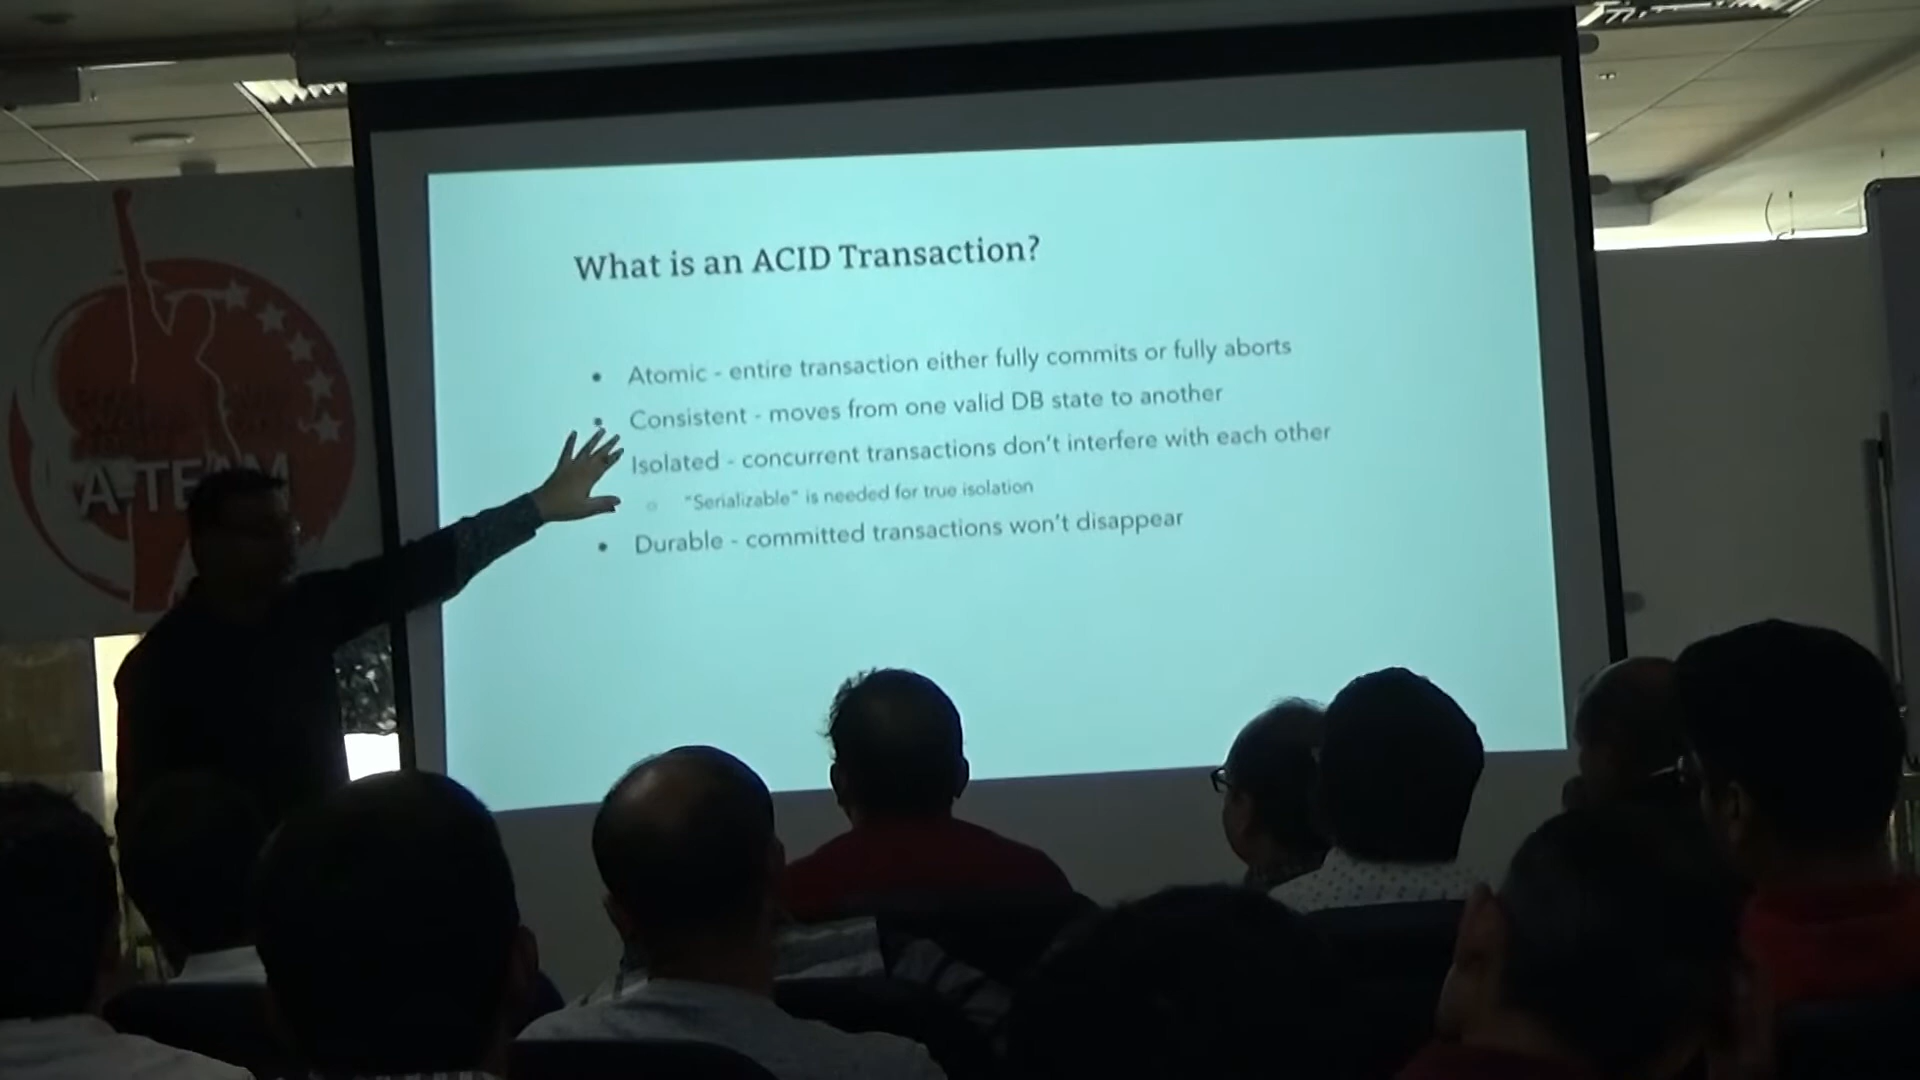 What is an ACID Transaction?
• Atomic - entire transaction either fully commits or fully aborts
• Consistent - moves from one valid DB state to another
Isolated - concurrent transactions don't interfere with each other
○ "Serializable" is needed for true isolation
• Durable - committed transactions won't disappear
A-TEAM